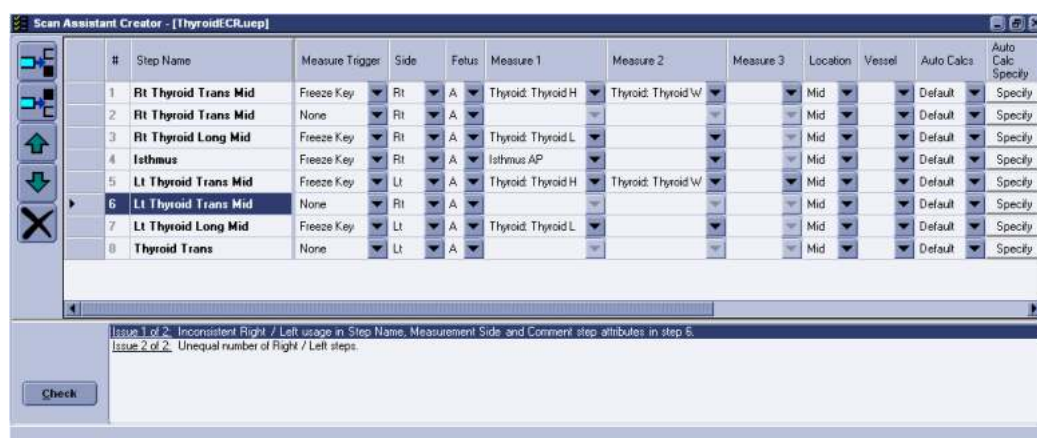 Scan Assistant Creator - [ThyroidECR.uep]
# Step Name Measure Trigger Side Fetus Measure 1 Measure 2 Measure 3 Location Vessel Auto Calcs Auto Calc Specify
1 Rt Thyroid Trans Mid Freeze Key Rt A Thyroid: Thyroid H Thyroid: Thyroid W Mid Default Specify
2 Rt Thyroid Trans Mid None Rt A Mid Default Specify
3 Rt Thyroid Long Mid Freeze Key Rt A Thyroid: Thyroid L Mid Default Specify
4 Isthmus Freeze Key Rt A Isthmus AP Mid Default Specify
5 Lt Thyroid Trans Mid Freeze Key Lt A Thyroid: Thyroid H Thyroid: Thyroid W Mid Default Specify
6 Lt Thyroid Trans Mid None Rt A Mid Default Specify
7 Lt Thyroid Long Mid Freeze Key Lt A Thyroid: Thyroid L Mid Default Specify
8 Thyroid Trans None Lt A Mid Default Specify
Issue 1 of 2: Inconsistent Right / Left usage in Step Name, Measurement Side and Comment step attributes in step 6.
Issue 2 of 2: Unequal number of Right / Left steps.
Check